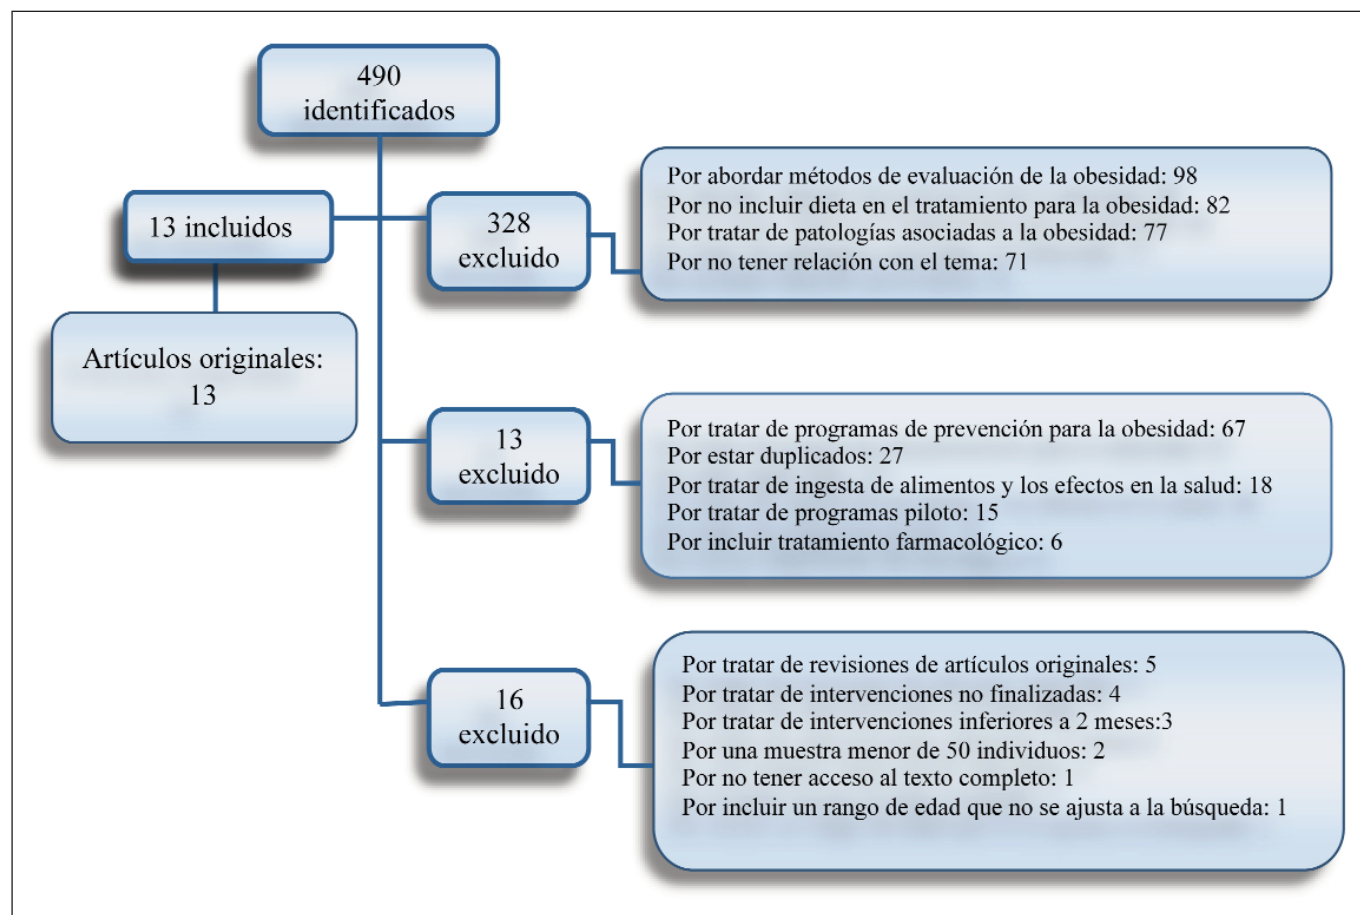 490
identificados
13 incluidos
Artículos originales:
13
328
excluido
Por abordar métodos de evaluación de la obesidad: 98
Por no incluir dieta en el tratamiento para la obesidad: 82
Por tratar de patologías asociadas a la obesidad: 77
Por no tener relación con el tema: 71
13
excluido
Por tratar de programas de prevención para la obesidad: 67
Por estar duplicados: 27
Por tratar de ingesta de alimentos y los efectos en la salud: 18
Por tratar de programas piloto: 15
Por incluir tratamiento farmacológico: 6
16
excluido
Por tratar de revisiones de artículos originales: 5
Por tratar de intervenciones no finalizadas: 4
Por tratar de intervenciones inferiores a 2 meses:3
Por una muestra menor de 50 individuos: 2
Por no tener acceso al texto completo: 1
Por incluir un rango de edad que no se ajusta a la búsqueda: 1